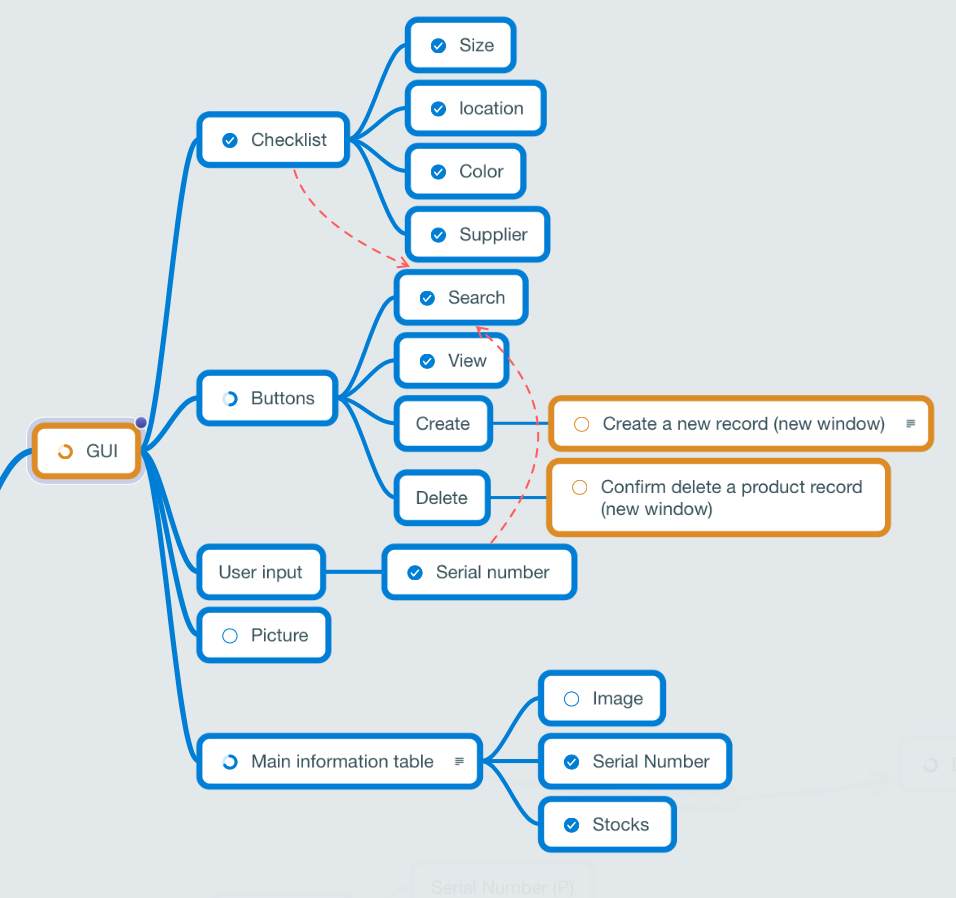 Size
location
Checklist
Color
Supplier
Search
View
Buttons
Create
Create a new record (new window)
GUI
Delete
Confirm delete a product record
(new window)
User input
Serial number
Picture
Image
Main information table
Serial Number
Stocks
Serial Number (P)